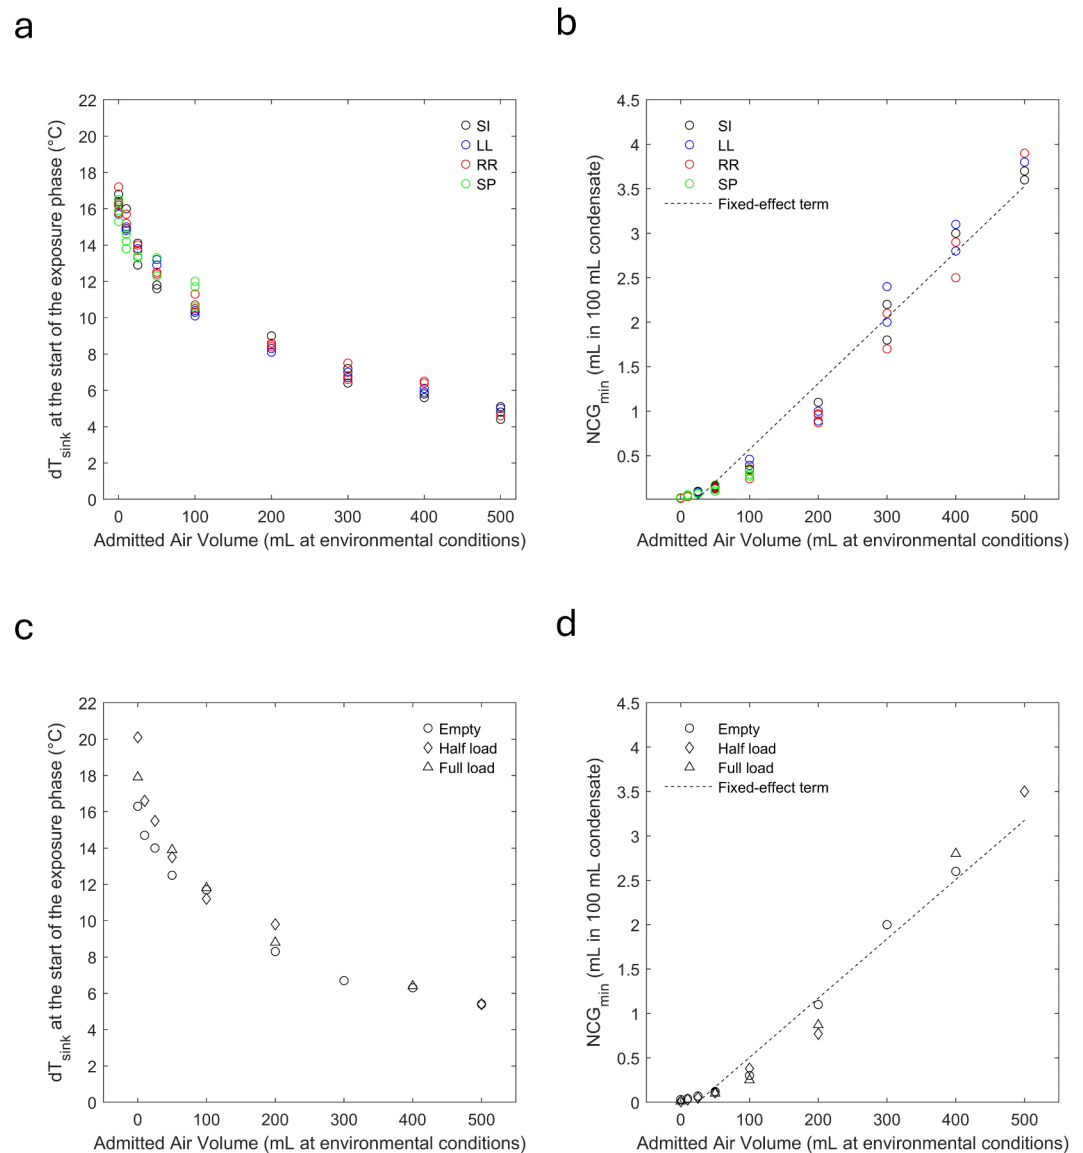 a
dT_sink at the start of the exposure phase (°C)
22
20
18
16
14
12
10
8
6
4
2
0
SI
LL
RR
SP
0 100 200 300 400 500
Admitted Air Volume (mL at environmental conditions)
b
NCG_min (mL in 100 mL condensate)
4.5
4
3.5
3
2.5
2
1.5
1
0.5
SI
LL
RR
SP
Fixed-effect term
0 100 200 300 400 500
Admitted Air Volume (mL at environmental conditions)
c
dT_sink at the start of the exposure phase (°C)
22
20
18
16
14
12
10
8
6
4
2
0
Empty
Half load
Full load
0 100 200 300 400 500
Admitted Air Volume (mL at environmental conditions)
d
NCG_min (mL in 100 mL condensate)
4.5
4
3.5
3
2.5
2
1.5
1
0.5
0
Empty
Half load
Full load
Fixed-effect term
0 100 200 300 400 500
Admitted Air Volume (mL at environmental conditions)